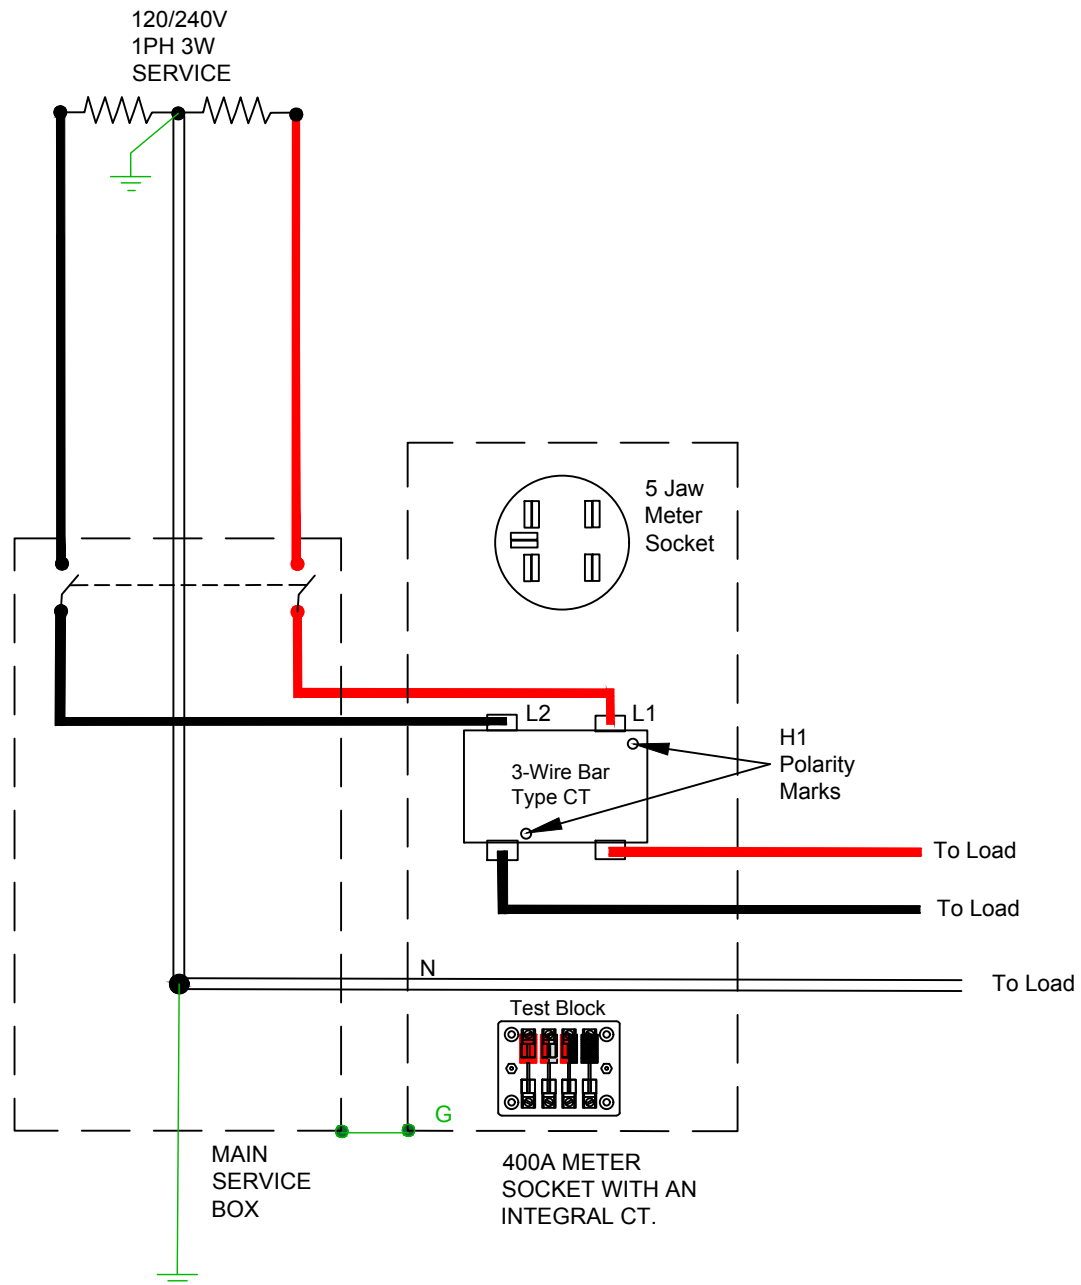 120/240V
1PH 3W
SERVICE
5 Jaw
Meter
Socket
L2
L1
H1
Polarity
Marks
3-Wire Bar
Type CT
To Load
To Load
N
To Load
Test Block
G
MAIN
SERVICE
BOX
400A METER
SOCKET WITH AN
INTEGRAL CT.